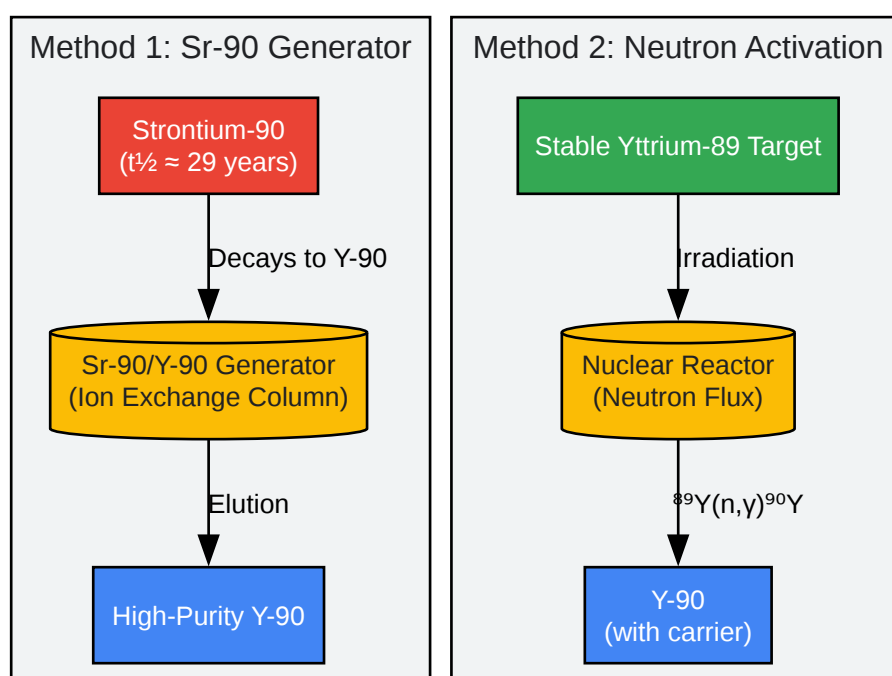 Method 1: Sr-90 Generator
Strontium-90
(t½ ≈ 29 years)
Decays to Y-90
Sr-90/Y-90 Generator
(Ion Exchange Column)
Elution
High-Purity Y-90
Method 2: Neutron Activation
Stable Yttrium-89 Target
Irradiation
Nuclear Reactor
(Neutron Flux)
⁸⁹Y(n,γ)⁹⁰Y
Y-90
(with carrier)